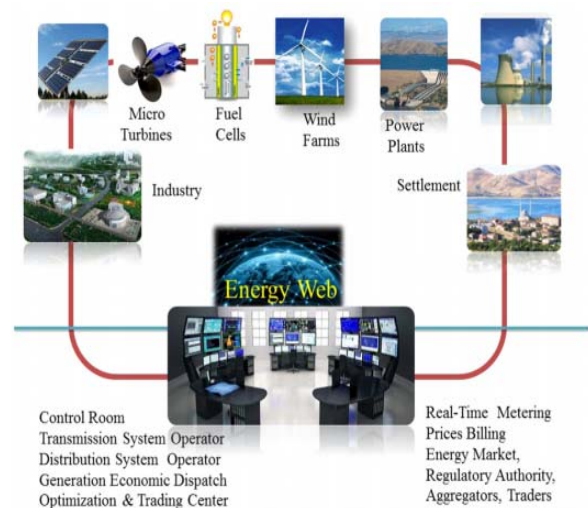 Micro
Turbines
Fuel
Cells
Wind
Farms
Power
Plants
Industry
Settlement
Energy Web
Control Room
Transmission System Operator
Distribution System Operator
Generation Economic Dispatch
Optimization & Trading Center
Real-Time Metering
Prices Billing
Energy Market,
Regulatory Authority,
Aggregators, Traders